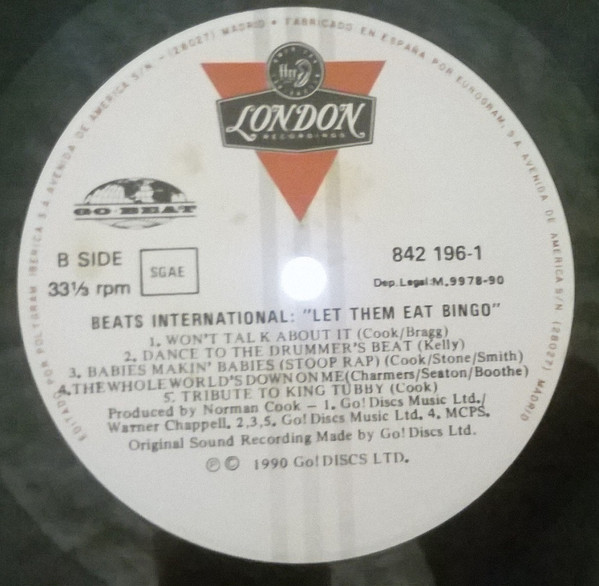 EDITADO POR POLYGRAM IBERICA S.A. AVENIDA DE AMERICA S/N. - (28027) MADRID • FABRICADO EN ESPAÑA POR EUROGRAM, S.A. AVENIDA DE AMERICA S/N (28027) MADRID
ffrr
LONDON
RECORDINGS
GO BEAT
B SIDE
SGAE
33⅓ rpm
842 196-1
Dep.Legal:M.9978-90
BEATS INTERNATIONAL: "LET THEM EAT BINGO"
1. WON'T TALK ABOUT IT (Cook/Bragg)
2. DANCE TO THE DRUMMER'S BEAT (Kelly)
3. BABIES MAKIN' BABIES (STOOP RAP) (Cook/Stone/Smith)
4.THE WHOLE WORLD'S DOWN ON ME(Charmers/Seaton/Boothe)
5. TRIBUTE TO KING TUBBY (Cook)
Produced by Norman Cook – 1. Go! Discs Music Ltd./
Warner Chappell. 2.3.5. Go! Discs Music Ltd. 4. MCPS.
Original Sound Recording Made by Go! Discs Ltd.
℗ © 1990 Go! DISCS LTD.